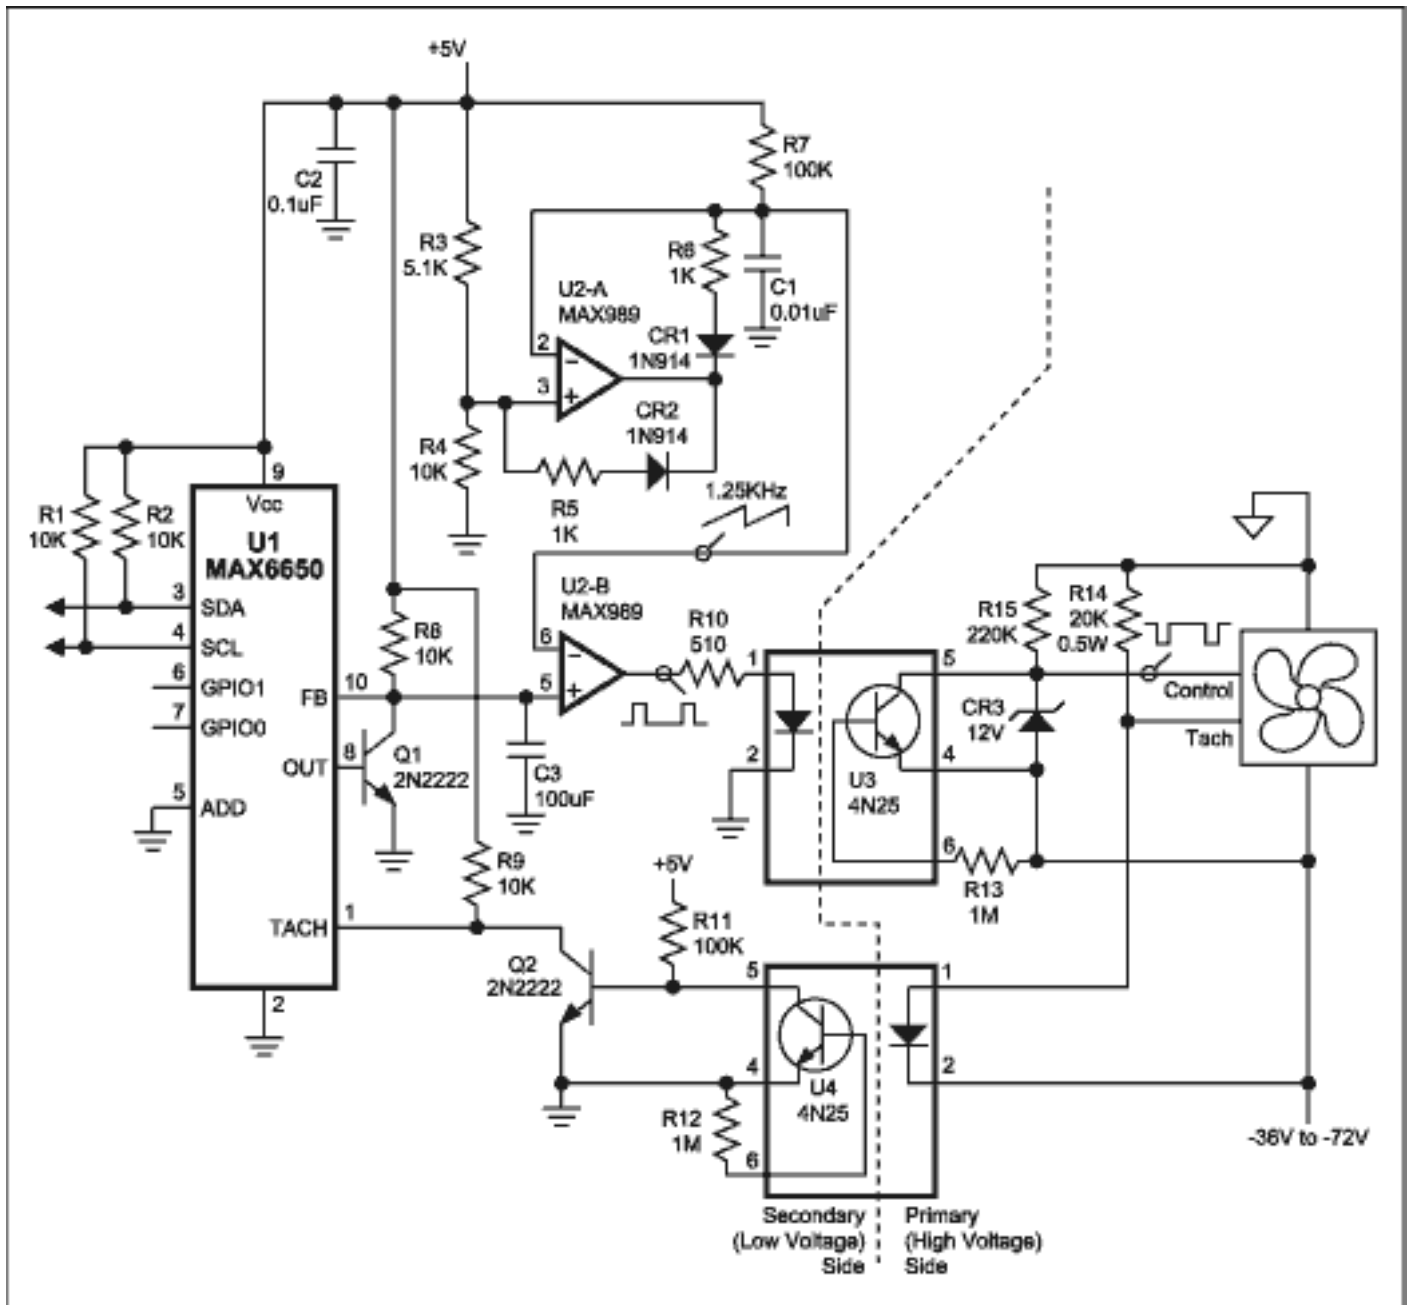 +5V
R7
100K
C2
0.1uF
R3
5.1K
R6
1K
C1
0.01uF
U2-A
MAX989
CR1
1N914
2
3
CR2
1N914
R4
10K
R5
1K
1.25KHz
9
Vcc
R1
10K
R2
10K
U1
MAX6650
3
SDA
4
SCL
6
GPIO1
7
GPIO0
5
ADD
10
FB
8
OUT
1
TACH
2
R8
10K
Q1
2N2222
C3
100uF
R9
10K
U2-B
MAX989
6
5
R10
510
1
2
5
4
6
U3
4N25
R15
220K
R14
20K
0.5W
CR3
12V
Control
Tach
R13
1M
+5V
R11
100K
Q2
2N2222
5
4
6
1
2
U4
4N25
R12
1M
-36V to -72V
Secondary
(Low Voltage)
Side
Primary
(High Voltage)
Side